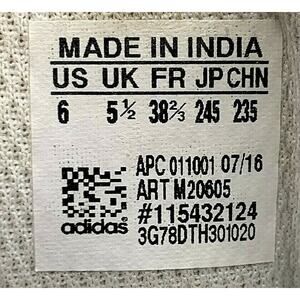 MADE IN INDIA
US UK FR JP CHN
6 5½ 38⅔ 245 235
APC 011001 07/16
ART M20605
#115432124
adidas 3G78DTH301020